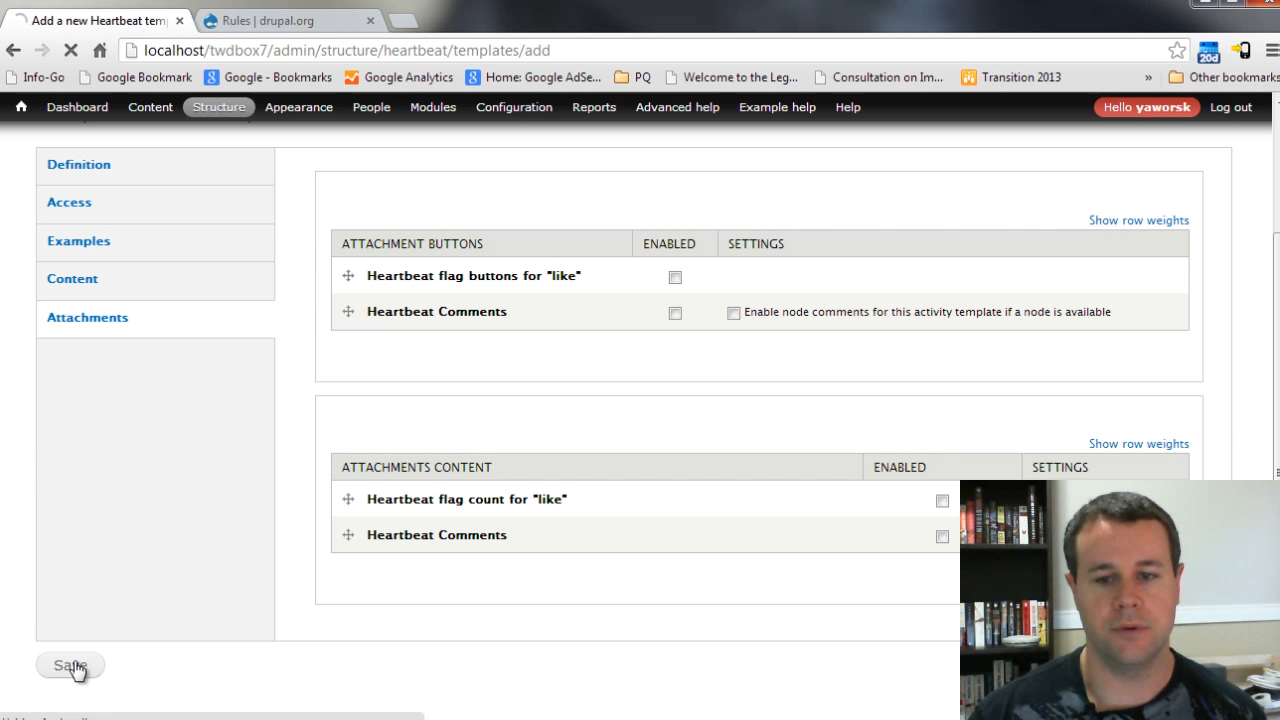 Add a new Heartbeat tem
Rules | drupal.org
localhost/twdbox7/admin/structure/heartbeat/templates/add
20d
Info-Go
Google Bookmark
Google - Bookmarks
Google Analytics
Home: Google AdSe...
PQ
Welcome to the Leg...
Consultation on Im...
Transition 2013
»
Other bookmarks
Dashboard
Content
Structure
Appearance
People
Modules
Configuration
Reports
Advanced help
Example help
Help
Hello yaworsk
Log out
Definition
Access
Examples
Content
Attachments
Show row weights
ATTACHMENT BUTTONS
ENABLED
SETTINGS
Heartbeat flag buttons for "like"
Heartbeat Comments
Enable node comments for this activity template if a node is available
Show row weights
ATTACHMENTS CONTENT
ENABLED
SETTINGS
Heartbeat flag count for "like"
Heartbeat Comments
Save